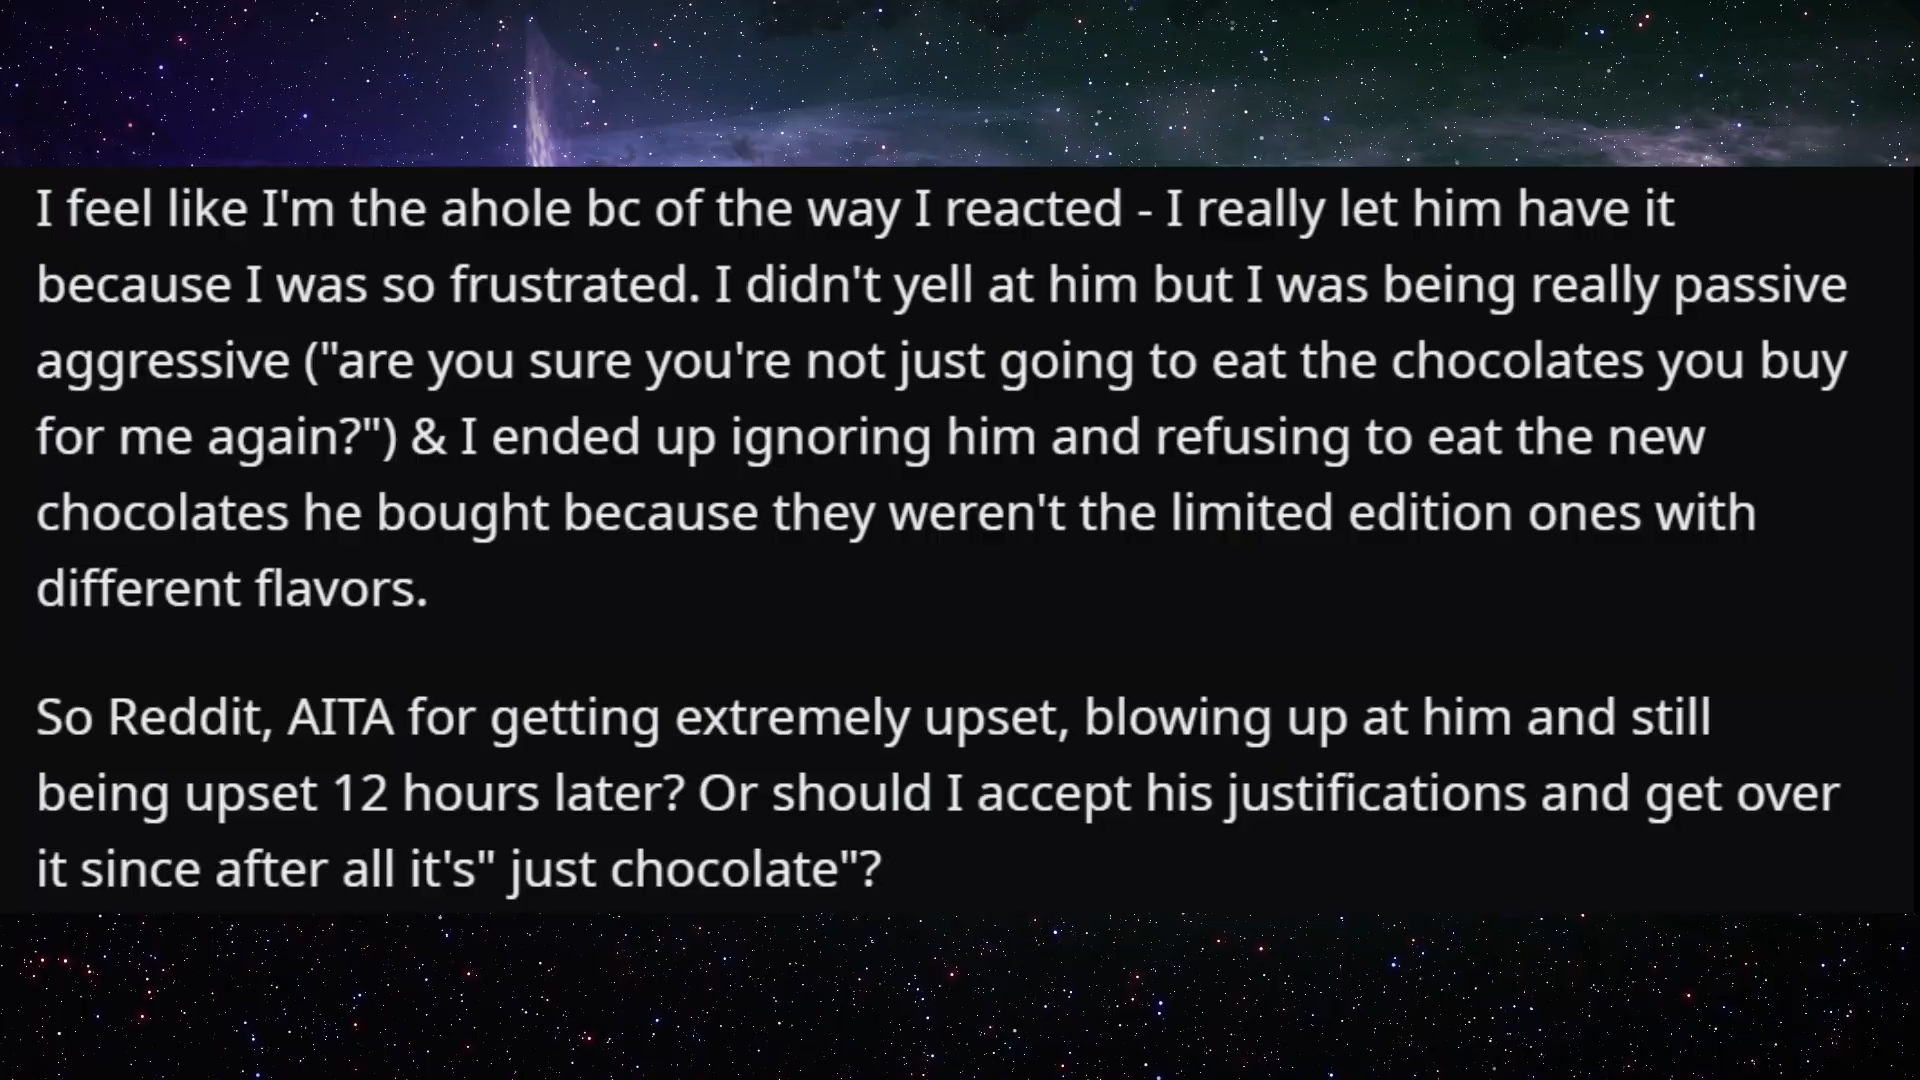 I feel like I'm the ahole bc of the way I reacted - I really let him have it
because I was so frustrated. I didn't yell at him but I was being really passive
aggressive ("are you sure you're not just going to eat the chocolates you buy
for me again?") & I ended up ignoring him and refusing to eat the new
chocolates he bought because they weren't the limited edition ones with
different flavors.
So Reddit, AITA for getting extremely upset, blowing up at him and still
being upset 12 hours later? Or should I accept his justifications and get over
it since after all it's" just chocolate"?